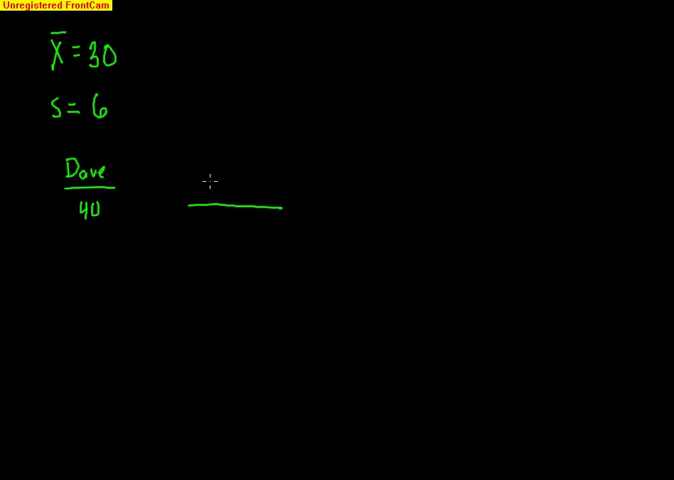 Unregistered FrontCam
X̄ = 30
s = 6
Dave
40